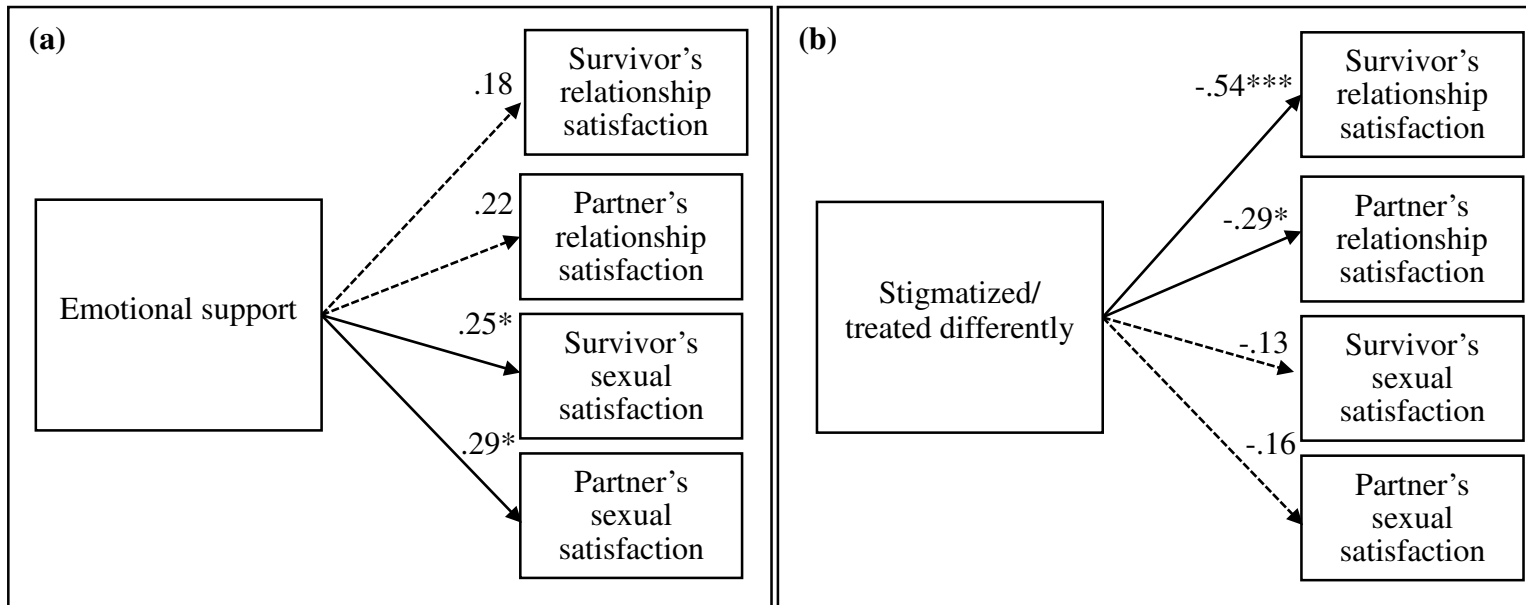 (a)
.18
Survivor’s
relationship
satisfaction
.22
Partner’s
relationship
satisfaction
Emotional support
.25*
Survivor’s
sexual
satisfaction
.29*
Partner’s
sexual
satisfaction
(b)
-.54***
Survivor’s
relationship
satisfaction
-.29*
Partner’s
relationship
satisfaction
Stigmatized/
treated differently
-.13
Survivor’s
sexual
satisfaction
-.16
Partner’s
sexual
satisfaction